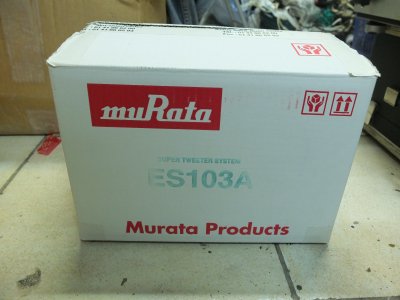 muRata
SUPER TWEETER SYSTEM
ES103A
Murata Products